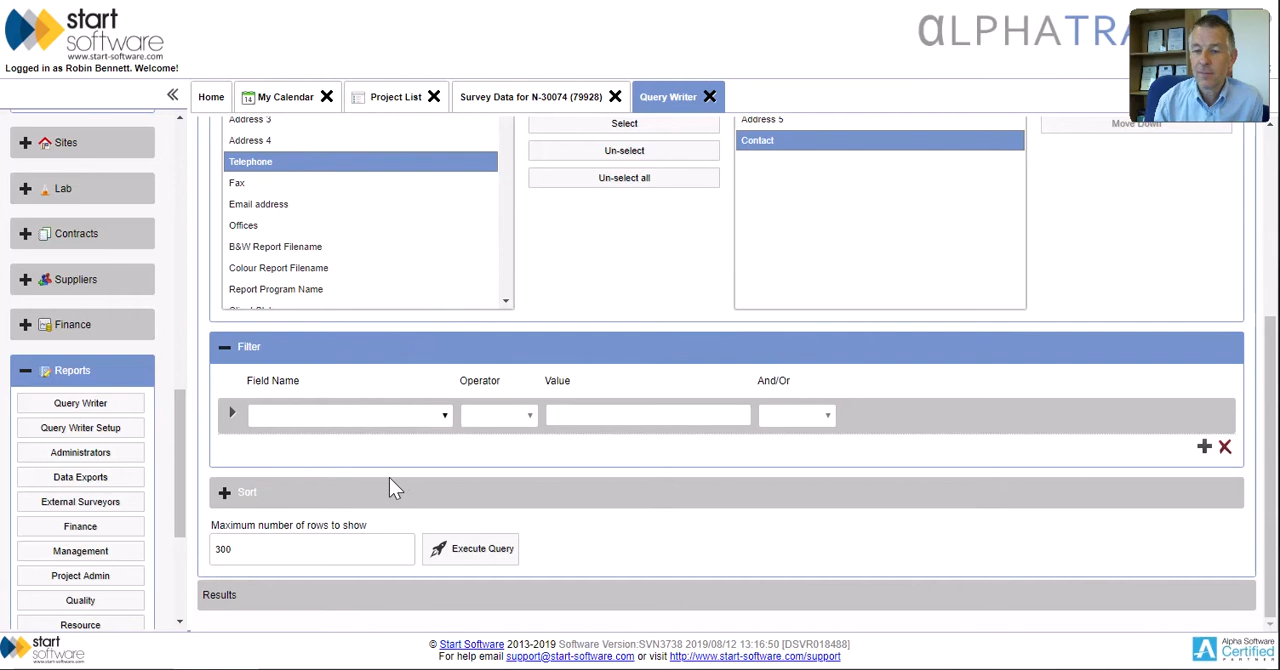 start
software
www.start-software.com
Logged in as Robin Bennett. Welcome!
αLPHATRA
Home
14 My Calendar
Project List
Survey Data for N-30074 (79928)
Query Writer
Sites
Lab
Contracts
Suppliers
Finance
Reports
Query Writer
Query Writer Setup
Administrators
Data Exports
External Surveyors
Finance
Management
Project Admin
Quality
Resource
Address 3
Address 4
Telephone
Fax
Email address
Offices
B&W Report Filename
Colour Report Filename
Report Program Name
Select
Un-select
Un-select all
Address 5
Contact
Move Down
Filter
Field Name Operator Value And/Or
Sort
Maximum number of rows to show
300
Execute Query
Results
start
software
© Start Software 2013-2019 Software Version:SVN3738 2019/08/12 13:16:50 [DSVR018488]
For help email support@start-software.com or visit http://www.start-software.com/support
Alpha Software
Certified
PARTNER